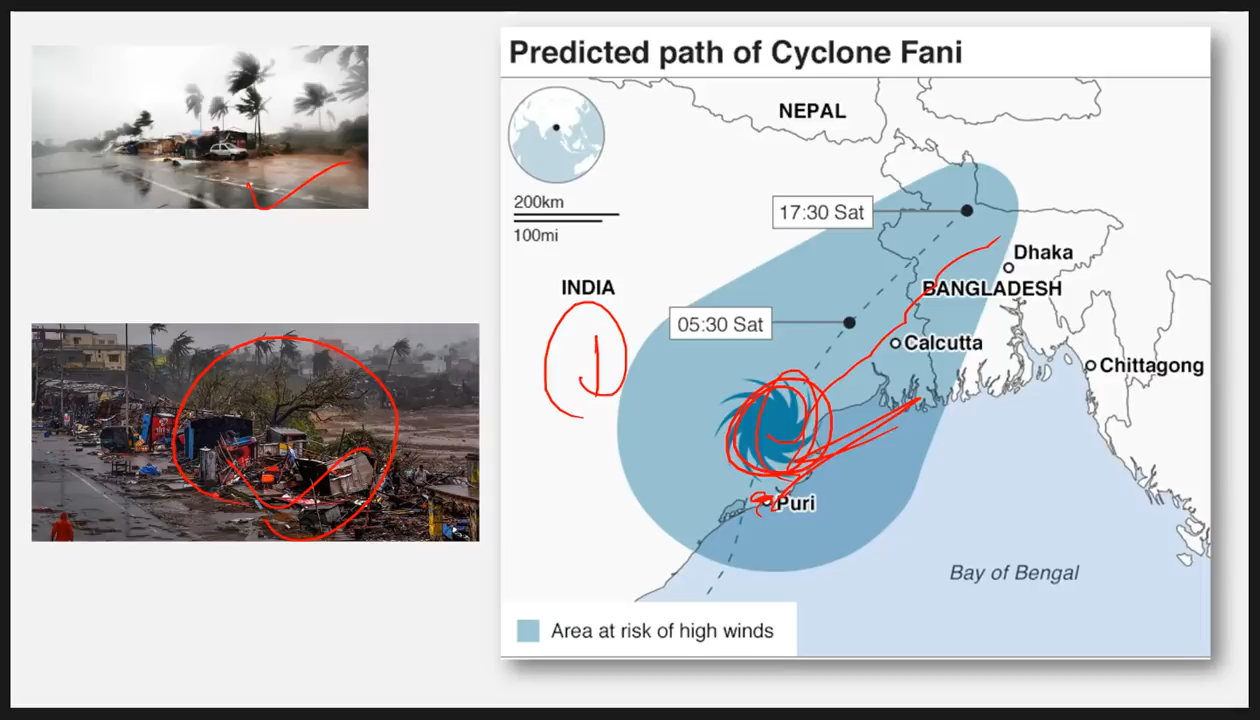 Predicted path of Cyclone Fani
NEPAL
200km
100mi
17:30 Sat
Dhaka
INDIA
BANGLADESH
05:30 Sat
Calcutta
Chittagong
Puri
Bay of Bengal
Area at risk of high winds